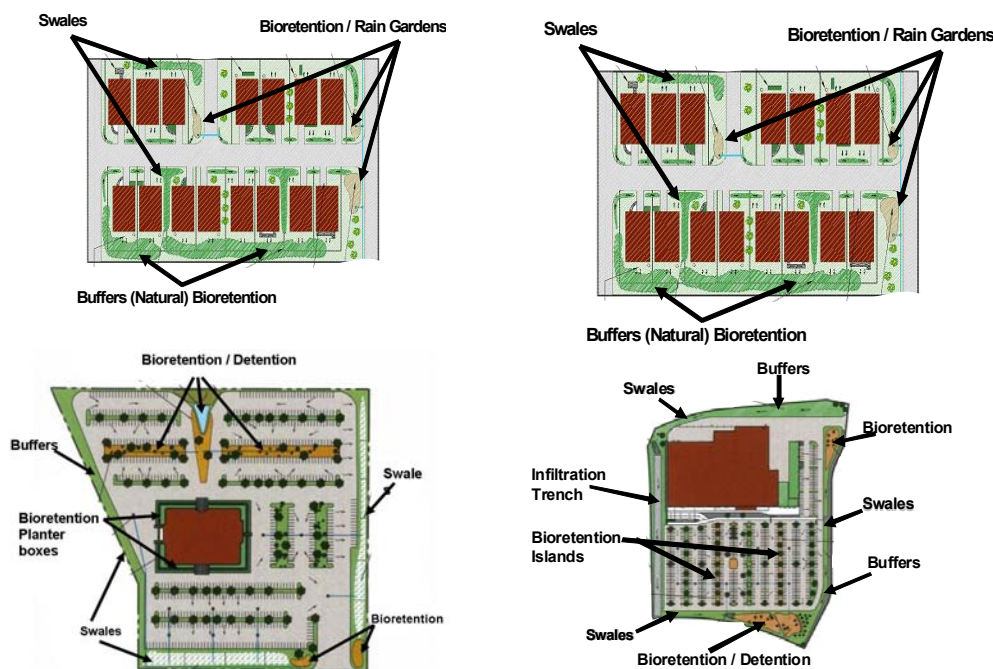 Swales
Bioretention / Rain Gardens
Buffers (Natural) Bioretention
Swales
Bioretention / Rain Gardens
Buffers (Natural) Bioretention
Bioretention / Detention
Buffers
Swale
Bioretention
Planter
boxes
Swales
Bioretention
Buffers
Swales
Bioretention
Infiltration
Trench
Swales
Bioretention
Islands
Buffers
Swales
Bioretention / Detention